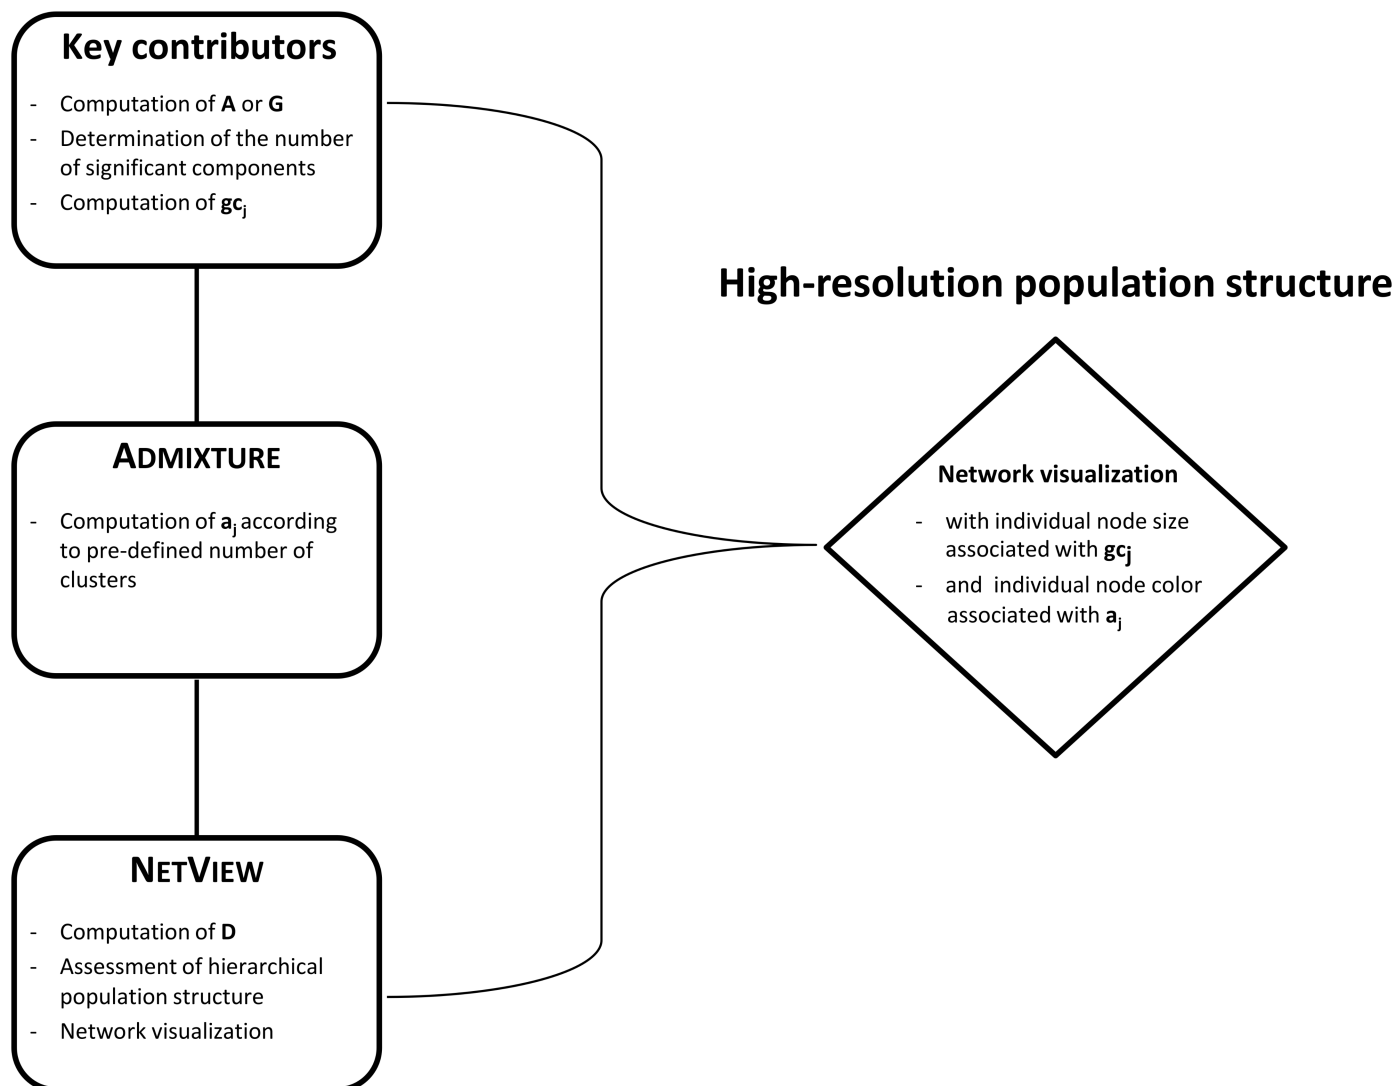 Key contributors
- Computation of A or G
- Determination of the number
of significant components
- Computation of gcj
ADMIXTURE
- Computation of aj according
to pre-defined number of
clusters
NETVIEW
- Computation of D
- Assessment of hierarchical
population structure
- Network visualization
High-resolution population structure
Network visualization
- with individual node size
associated with gcj
- and individual node color
associated with aj